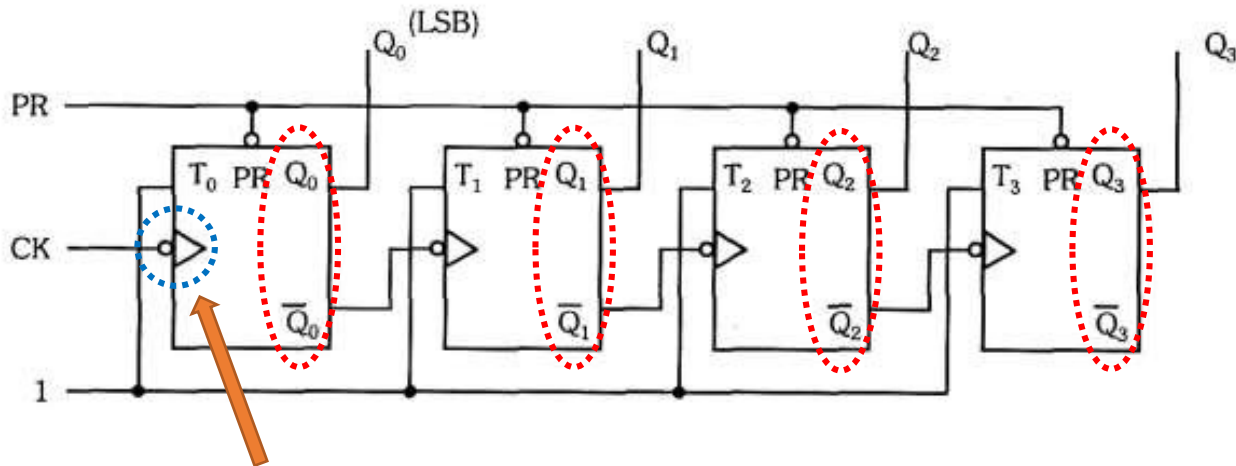 (LSB)
Q₀ Q₁ Q₂ Q₃
PR
T₀ PR Q₀ T₁ PR Q₁ T₂ PR Q₂ T₃ PR Q₃
CK
Q̅₀ Q̅₁ Q̅₂ Q̅₃
1